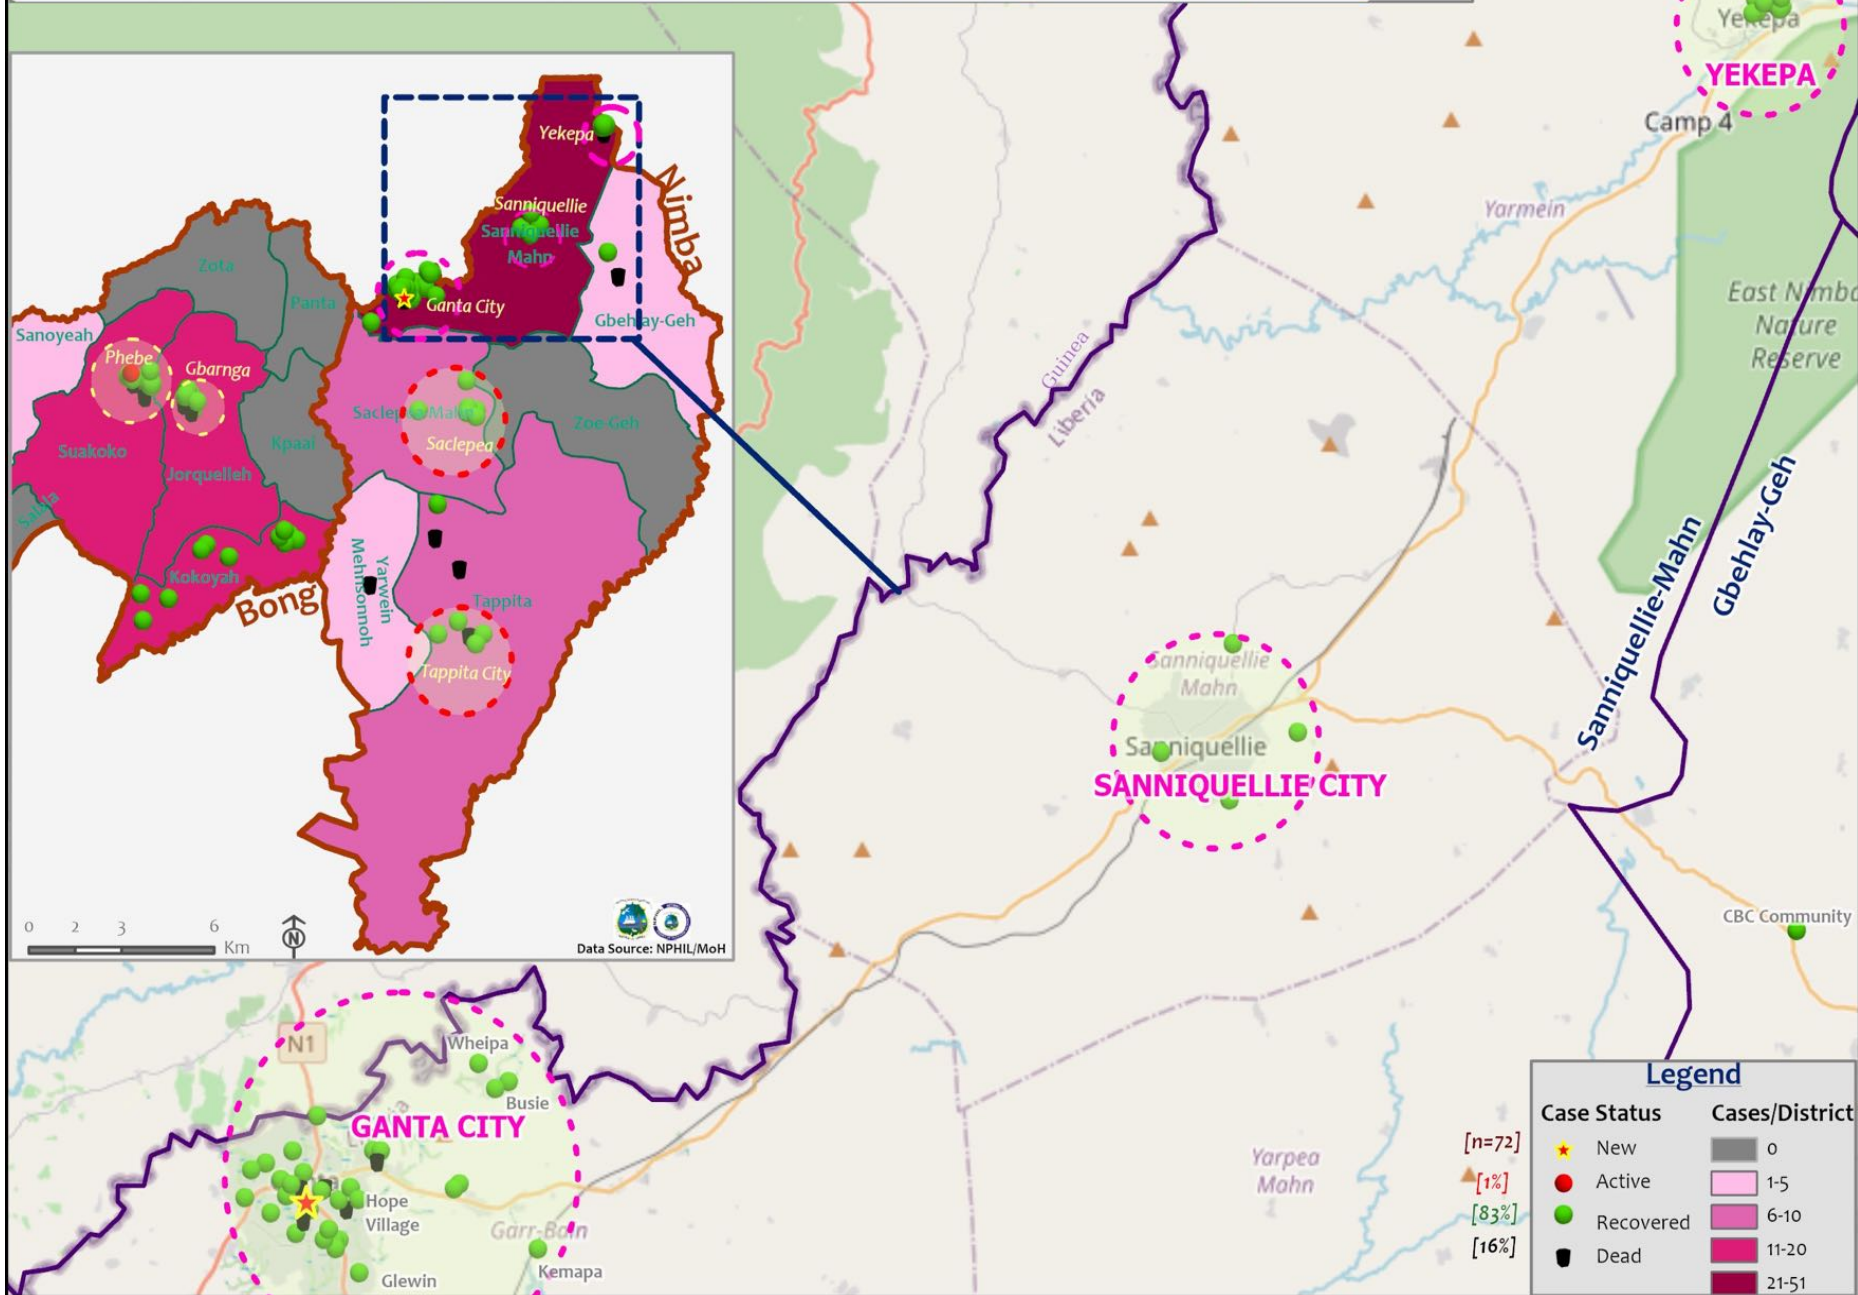 Yekepa
YEKEPA
Camp 4
Yarmein
East Nimba
Nature
Reserve
Guinea
Liberia
Sanniquellie-Mahn
Gbehlay-Geh
Sanniquellie
Mahn
Sanniquellie
SANNIQUELLIE CITY
CBC Community
Yarpea
Mahn
N1
Wheipa
Busie
GANTA CITY
Hope
Village
Garr-Bain
Kemapa
Glewin
Yekepa
Nimba
Sanniquellie
Sanniquellie
Mahn
Ganta City
Gbehlay-Geh
Zota
Panta
Sanoyeah
Phebe
Gbarnga
Suakoko
Jorquelleh
Kpaai
Salala
Kokoyah
Bong
Saclepea Mahn
Saclepea
Zoe-Geh
Yarwein
Mehnsonnoh
Tappita
Tappita City
0 2 3 6
Km
N
Data Source: NPHIL/MoH
Legend
Case Status Cases/District
[n=72] New 0
[1%] Active 1-5
[83%] Recovered 6-10
[16%] Dead 11-20
21-51